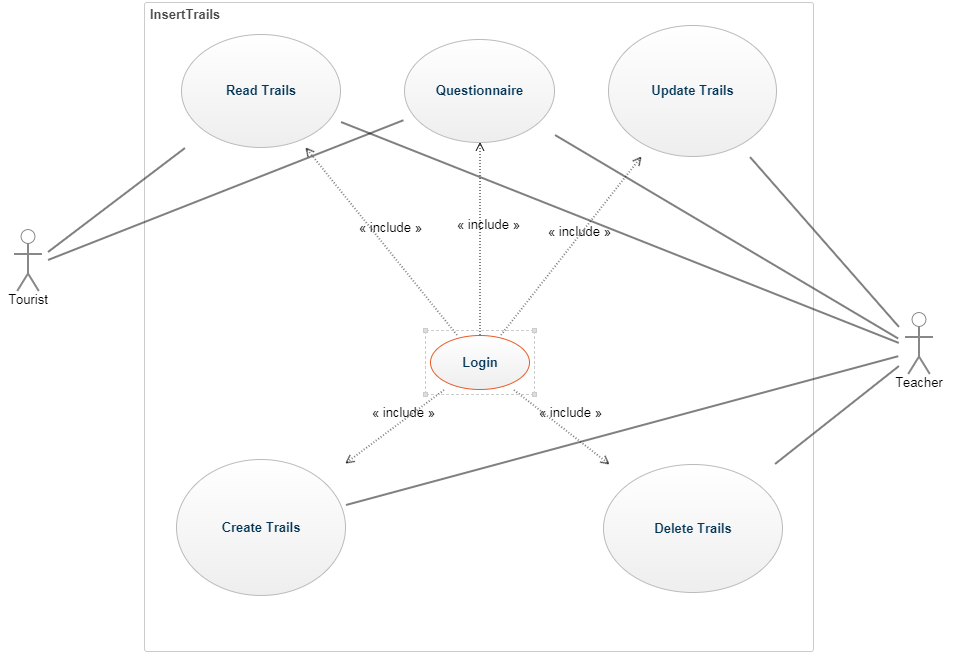 InsertTrails
Read Trails
Questionnaire
Update Trails
« include »
« include »
« include »
Tourist
Login
Teacher
« include »
« include »
Create Trails
Delete Trails